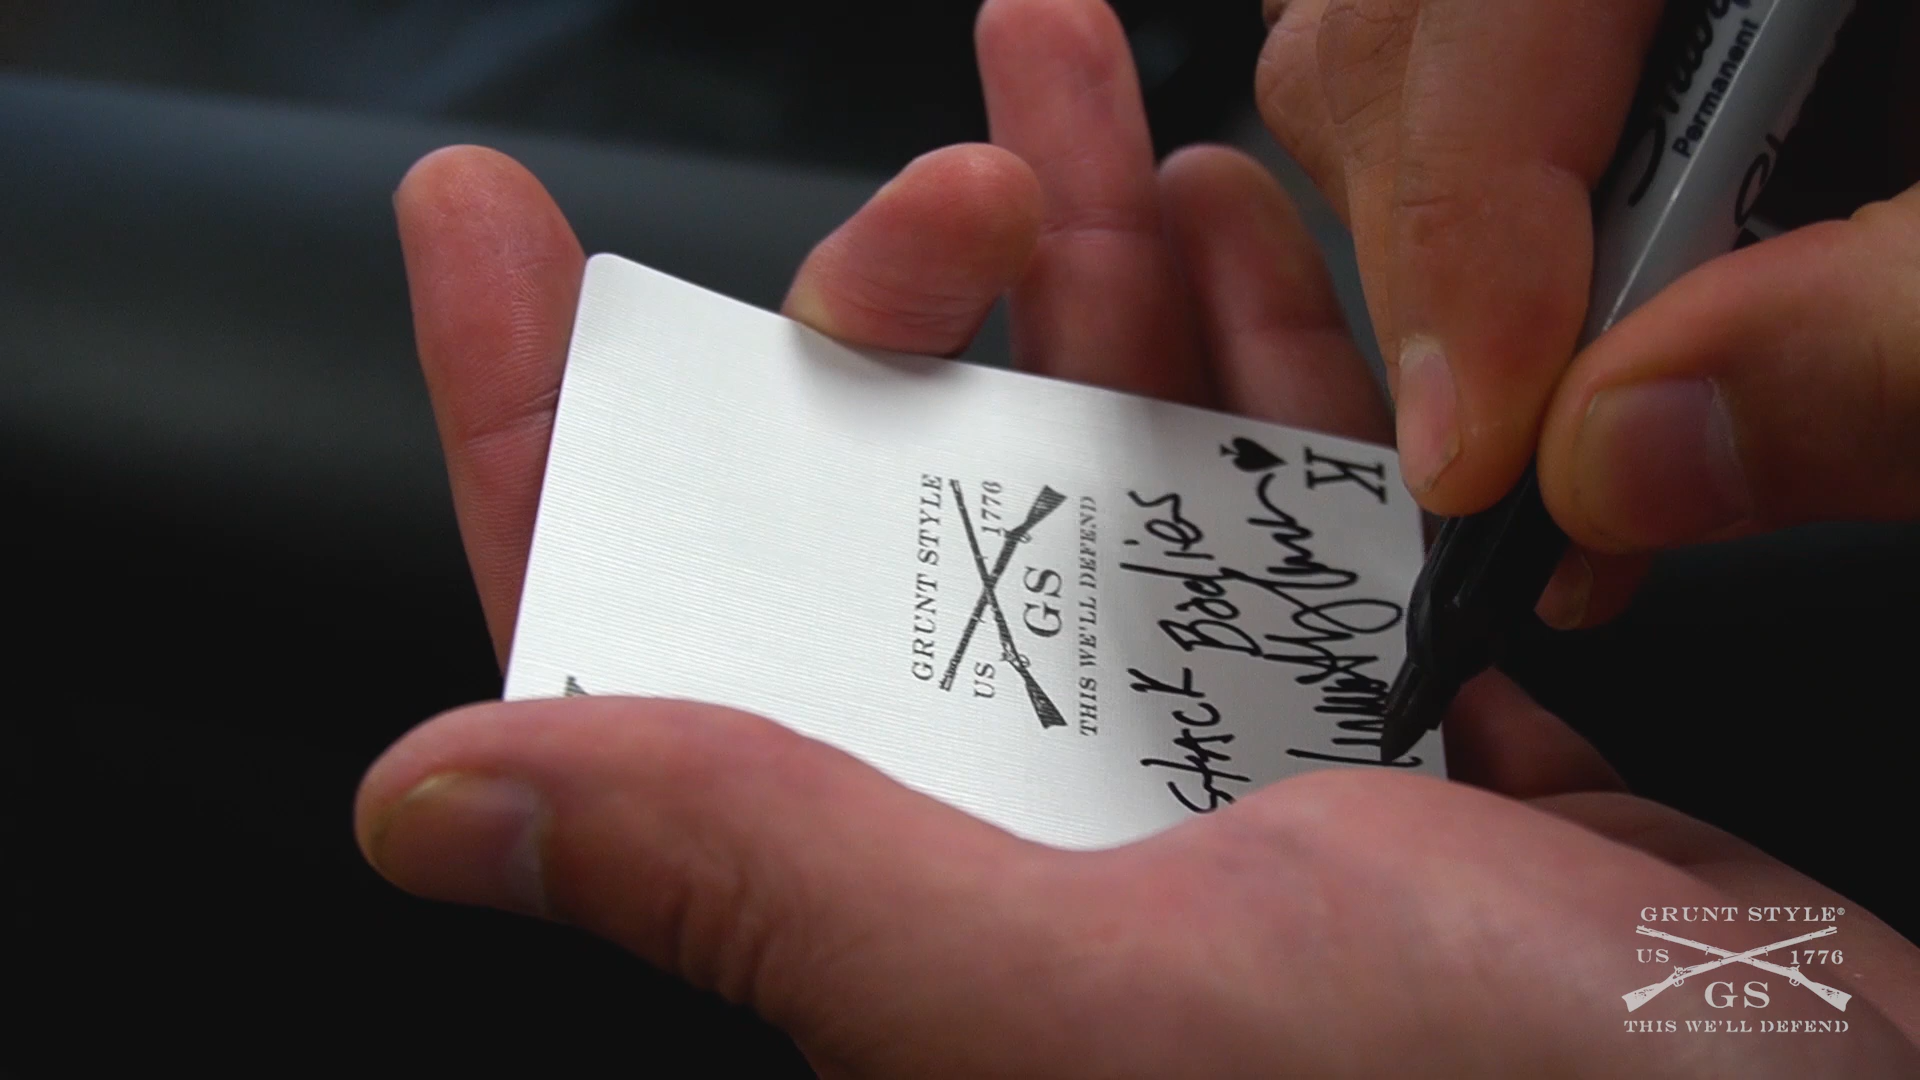 Sharp
Permanent
K
GRUNT STYLE
US 1776
GS
THIS WE'LL DEFEND
Stack Bodies
GRUNT STYLE®
US 1776
GS
THIS WE'LL DEFEND